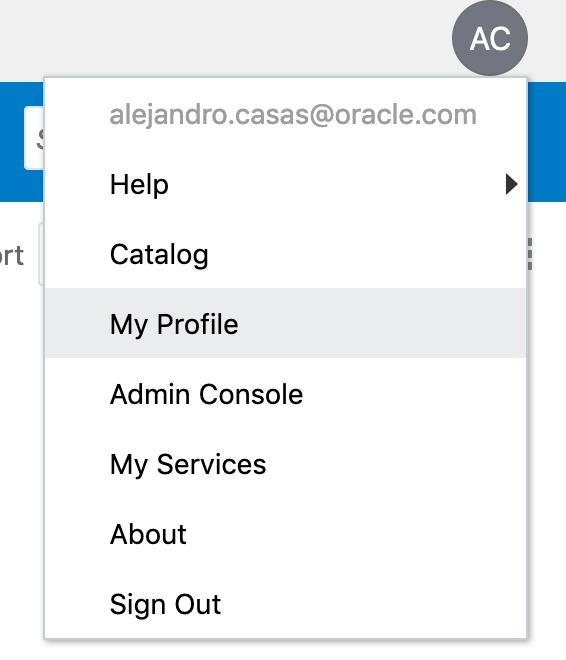 AC
alejandro.casas@oracle.com
Help
Catalog
My Profile
Admin Console
My Services
About
Sign Out